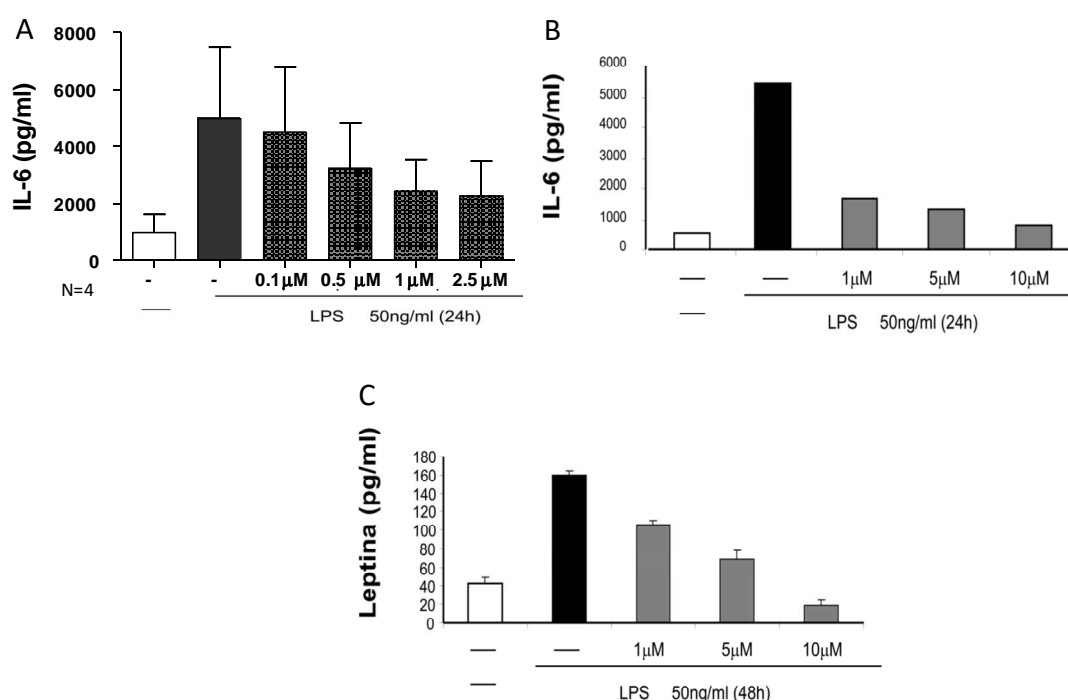 A
IL-6 (pg/ml)
8000
6000
4000
2000
0
- - 0.1 µM 0.5 µM 1 µM 2.5 µM
N=4
LPS 50ng/ml (24h)
B
IL-6 (pg/ml)
6000
5000
4000
3000
2000
1000
0
— — 1µM 5µM 10µM
—
LPS 50ng/ml (24h)
C
Leptina (pg/ml)
180
160
140
120
100
80
60
40
20
0
— — 1µM 5µM 10µM
—
LPS 50ng/ml (48h)